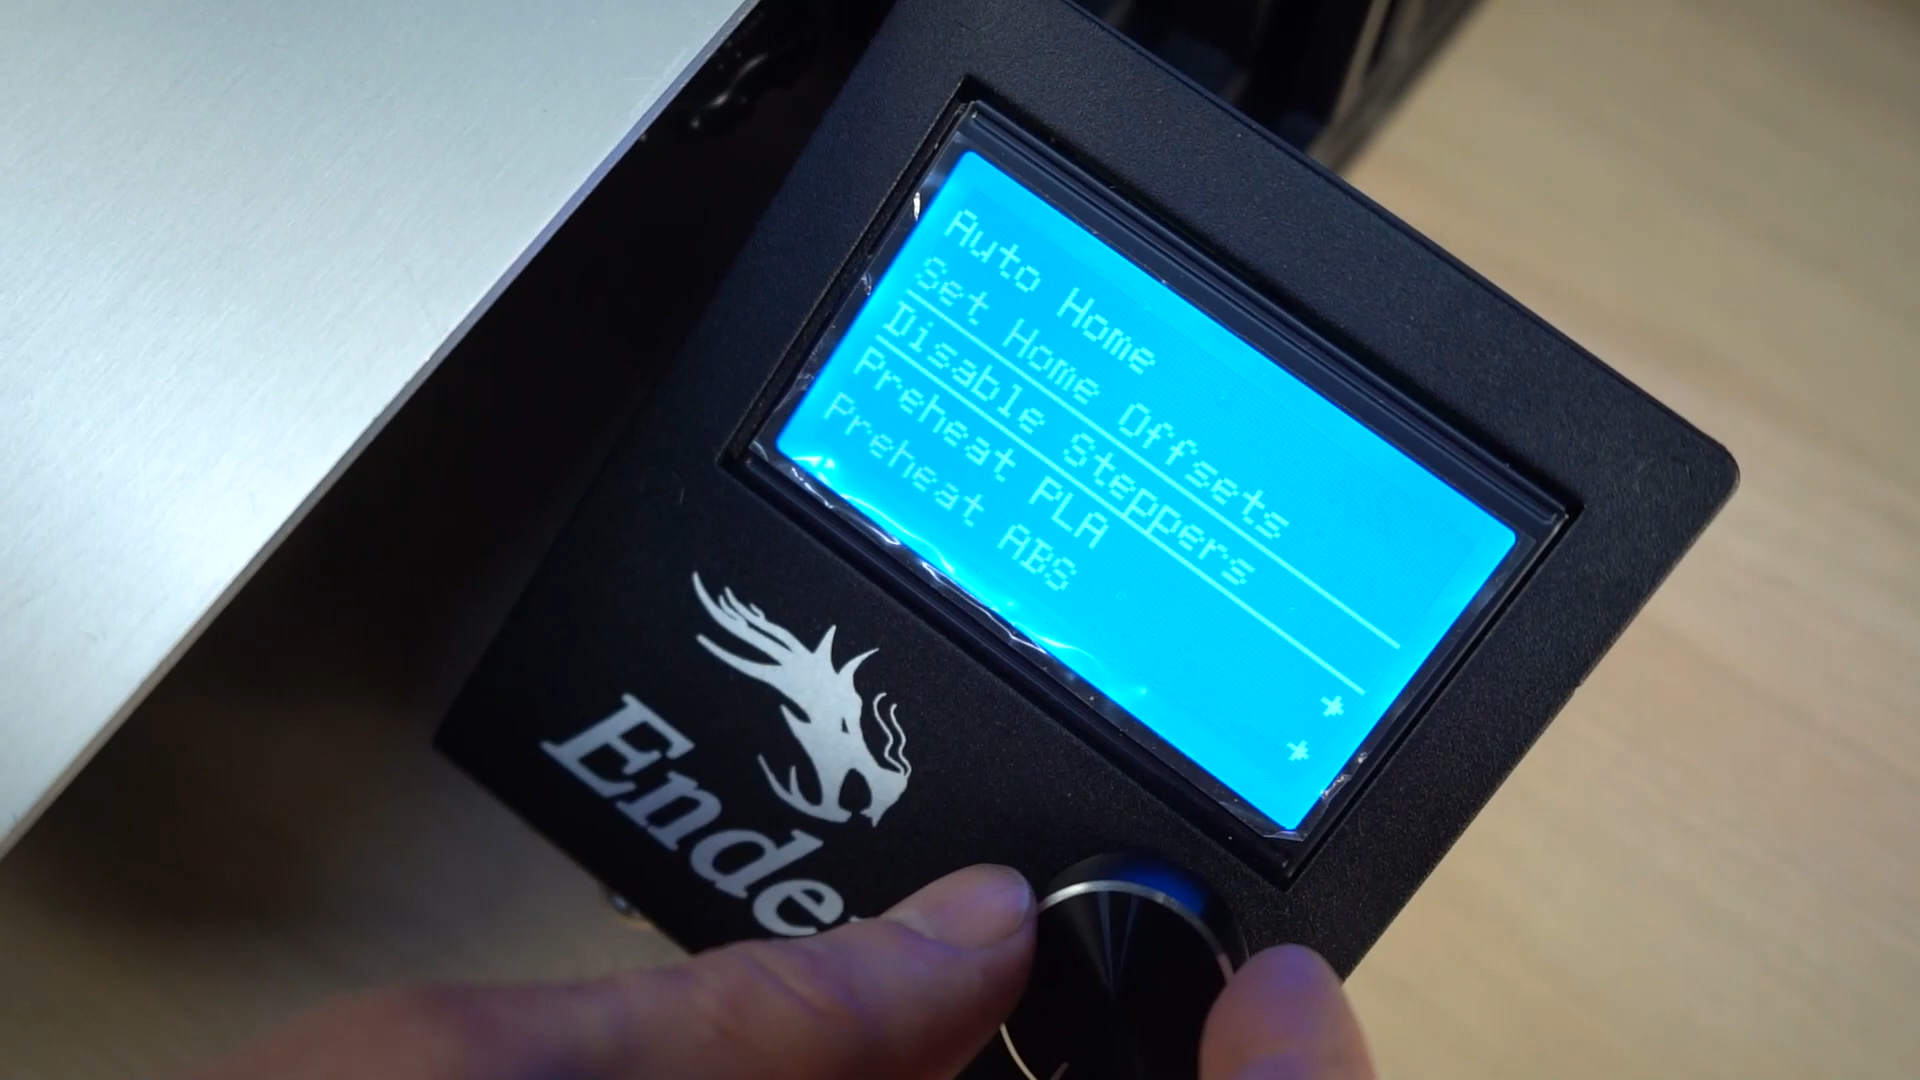 Auto Home
Set Home Offsets
Disable Steppers
Preheat PLA
Preheat ABS
Ender